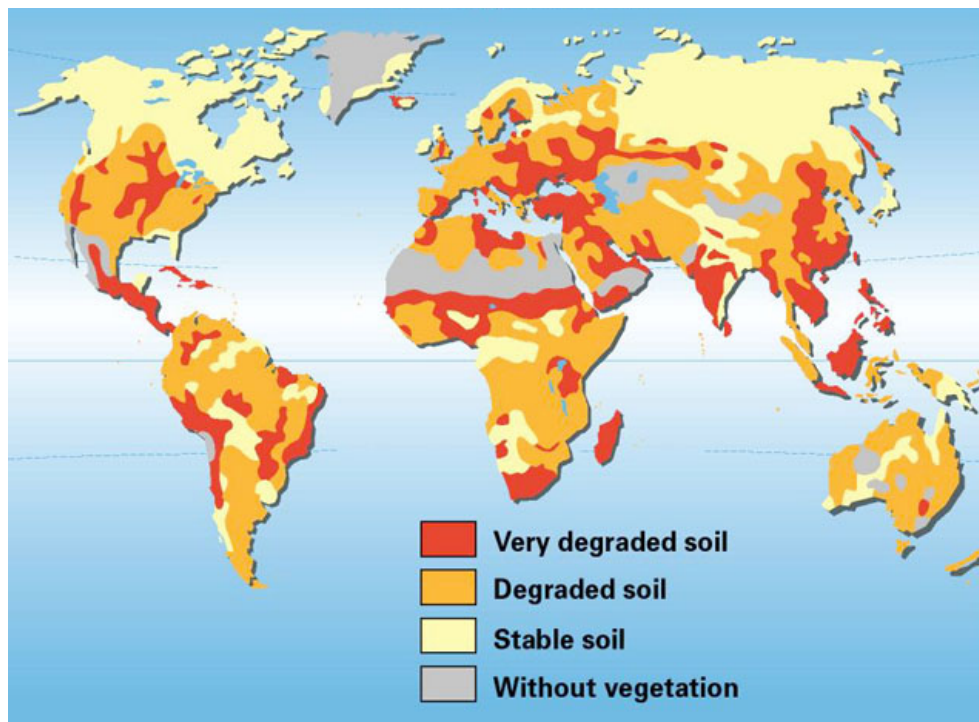 Very degraded soil
Degraded soil
Stable soil
Without vegetation